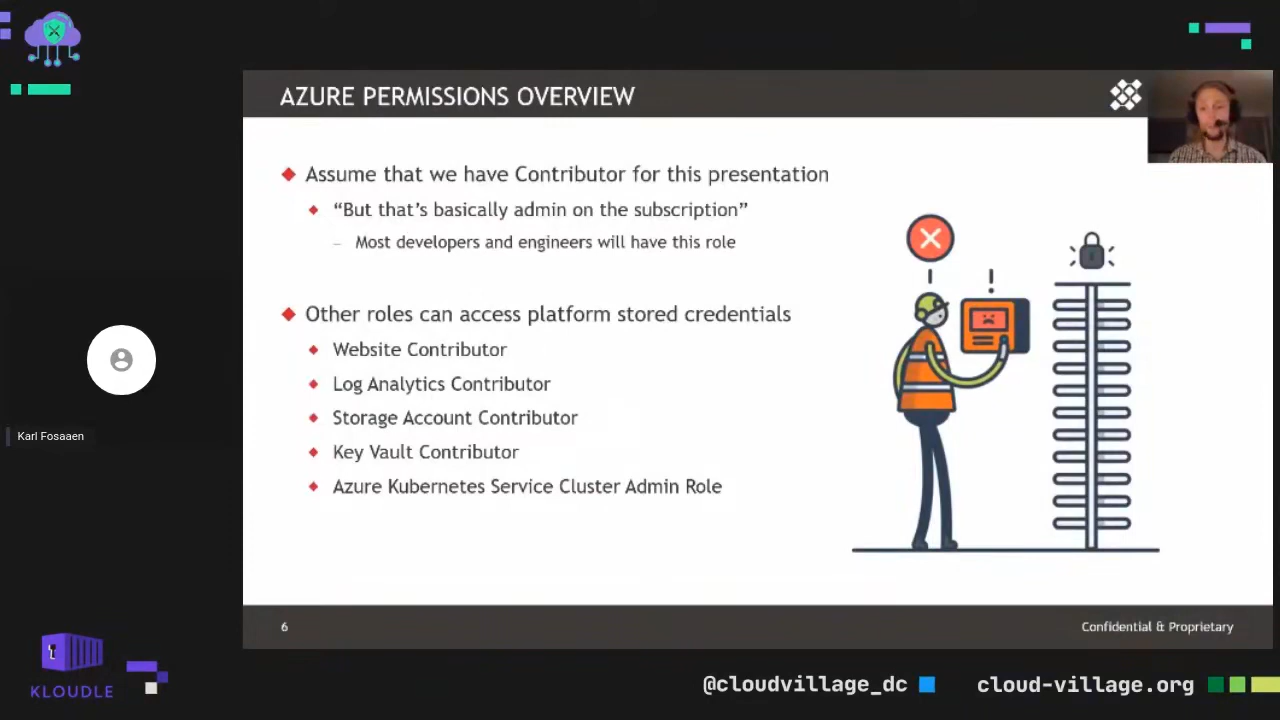 AZURE PERMISSIONS OVERVIEW
Assume that we have Contributor for this presentation
“But that’s basically admin on the subscription”
– Most developers and engineers will have this role
Other roles can access platform stored credentials
Website Contributor
Log Analytics Contributor
Storage Account Contributor
Key Vault Contributor
Azure Kubernetes Service Cluster Admin Role
Karl Fosaaen
6
Confidential & Proprietary
KLOUDLE
@cloudvillage_dc
cloud-village.org